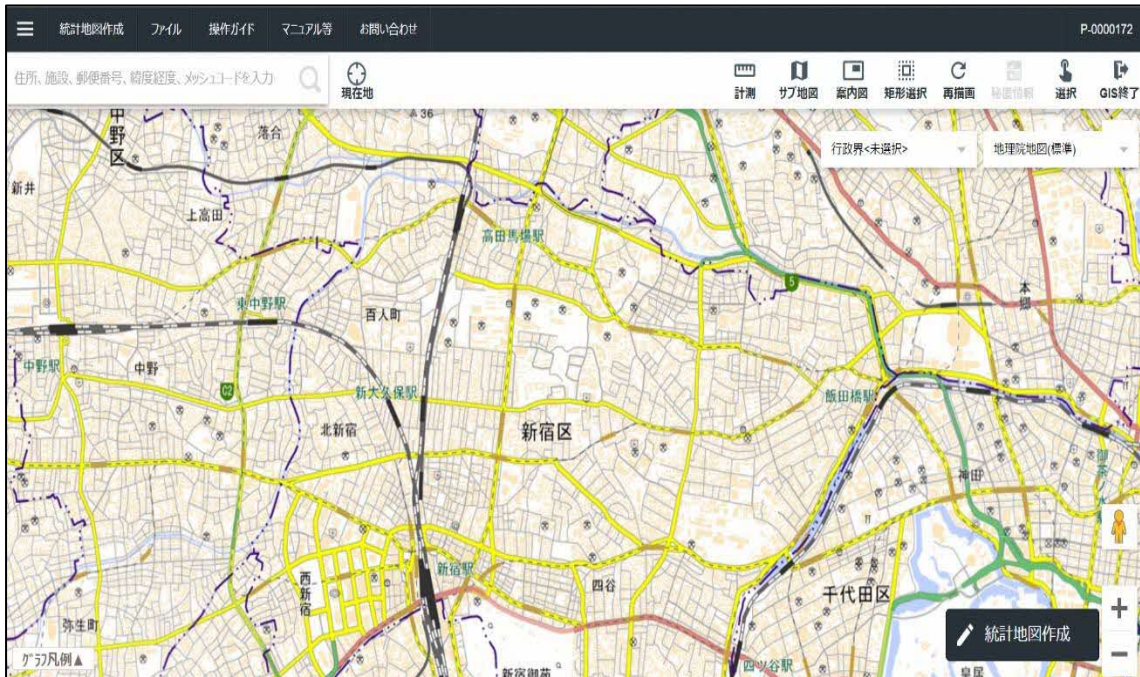 統計地図作成 ファイル 操作ガイド マニュアル等 お問い合わせ P-0000172
住所、施設、郵便番号、緯度経度、メッシュコードを入力 現在地 計測 サブ地図 案内図 矩形選択 再描画 秘匿情報 選択 GIS終了
行政界<未選択> 地理院地図(標準)
中野区
落合
36
新井
上高田
高田馬場駅
5
本郷
東中野駅
百人町
中野駅
中野
C2
新大久保駅
飯田橋駅
北新宿
新宿区
神田
御茶ノ水
新宿駅
西新宿
四谷
千代田区
弥生町
統計地図作成
グラフ凡例▲
新宿御苑
四ツ谷駅
皇居